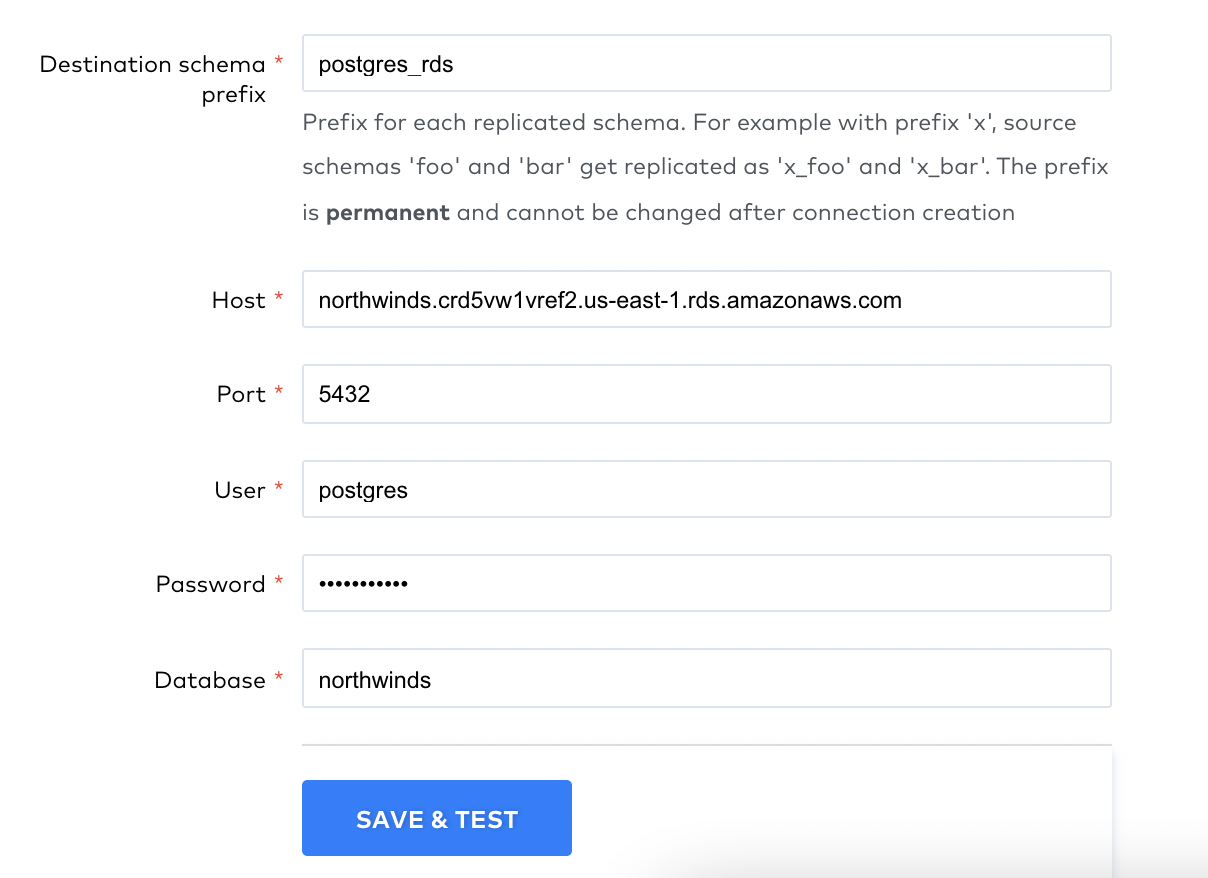 Destination schema * postgres_rds
prefix
Prefix for each replicated schema. For example with prefix 'x', source
schemas 'foo' and 'bar' get replicated as 'x_foo' and 'x_bar'. The prefix
is permanent and cannot be changed after connection creation
Host * northwinds.crd5vw1vref2.us-east-1.rds.amazonaws.com
Port * 5432
User * postgres
Password * •••••••••••
Database * northwinds
SAVE & TEST